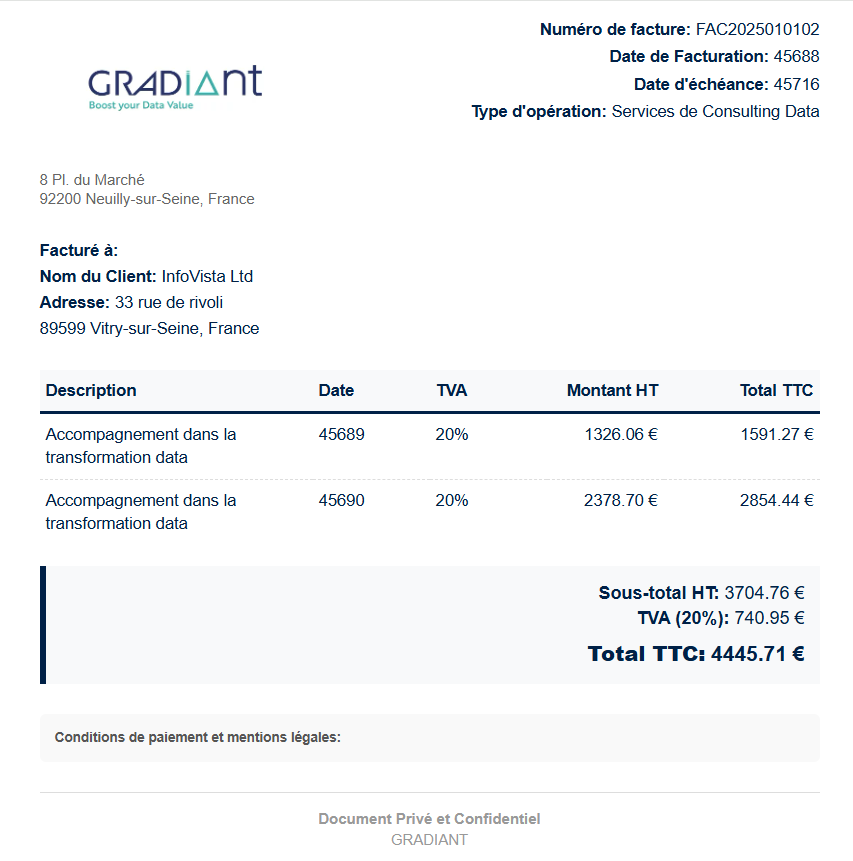 Numéro de facture: FAC2025010102
Date de Facturation: 45688
Date d'échéance: 45716
Type d'opération: Services de Consulting Data
GRADIANT
Boost your Data Value
8 Pl. du Marché
92200 Neuilly-sur-Seine, France
Facturé à:
Nom du Client: InfoVista Ltd
Adresse: 33 rue de rivoli
89599 Vitry-sur-Seine, France
Description Date TVA Montant HT Total TTC
Accompagnement dans la 45689 20% 1326.06 € 1591.27 €
transformation data
Accompagnement dans la 45690 20% 2378.70 € 2854.44 €
transformation data
Sous-total HT: 3704.76 €
TVA (20%): 740.95 €
Total TTC: 4445.71 €
Conditions de paiement et mentions légales:
Document Privé et Confidentiel
GRADIANT